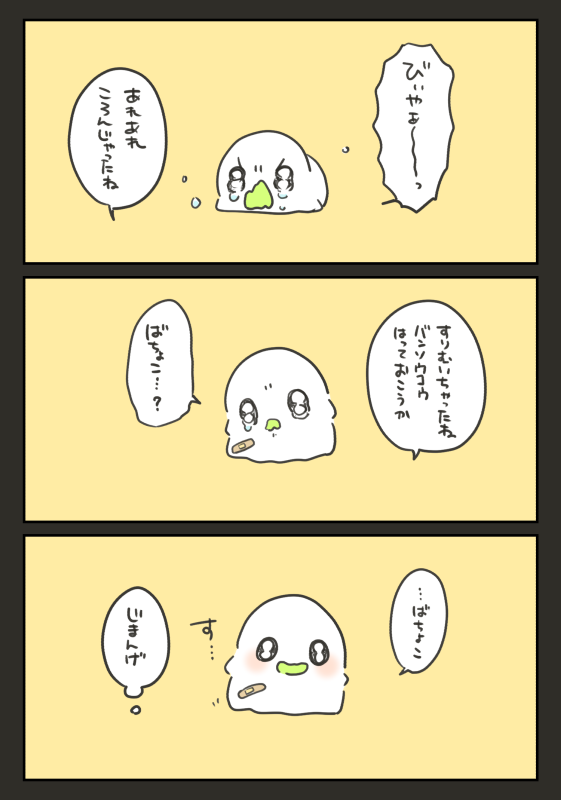 びぃやぁ～～～っ
あれあれ
ころんじゃったね
すりむいちゃったね
バンソウコウ
はっておこうか
ばちょこ…？
…ばちょこ
す…
じまんげ